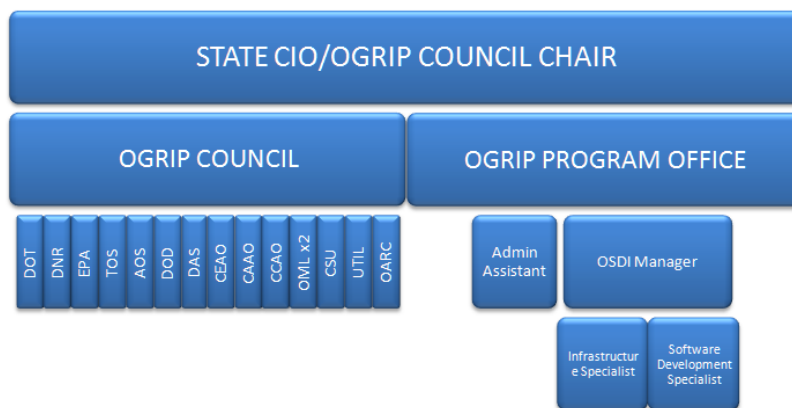 STATE CIO/OGRIP COUNCIL CHAIR
OGRIP COUNCIL
OGRIP PROGRAM OFFICE
DOT
DNR
EPA
TOS
AOS
DOD
DAS
CEAO
CAAO
CCAO
OML x2
CSU
UTIL
OARC
Admin
Assistant
OSDI Manager
Infrastructur
e Specialist
Software
Development
Specialist